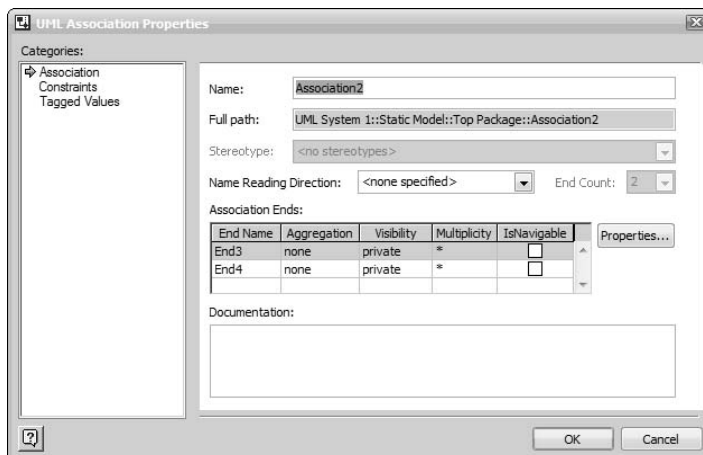 UML Association Properties
Categories:
Association
Constraints
Tagged Values
Name: Association2
Full path: UML System 1::Static Model::Top Package::Association2
Stereotype: <no stereotypes>
Name Reading Direction: <none specified> End Count: 2
Association Ends:
End Name Aggregation Visibility Multiplicity IsNavigable
End3 none private *
End4 none private *
Properties...
Documentation:
?
OK Cancel